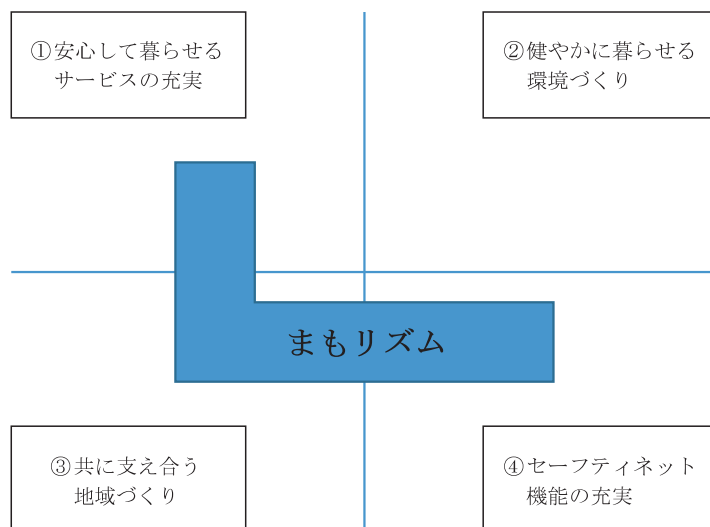 ①安心して暮らせる
サービスの充実
②健やかに暮らせる
環境づくり
まもリズム
③共に支え合う
地域づくり
④セーフティネット
機能の充実